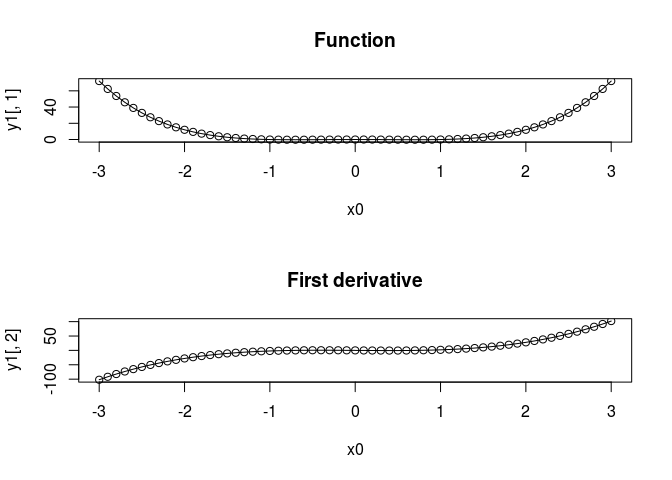 Function
y1[, 1]
40
0
-3 -2 -1 0 1 2 3
x0
First derivative
y1[, 2]
50
-100
-3 -2 -1 0 1 2 3
x0